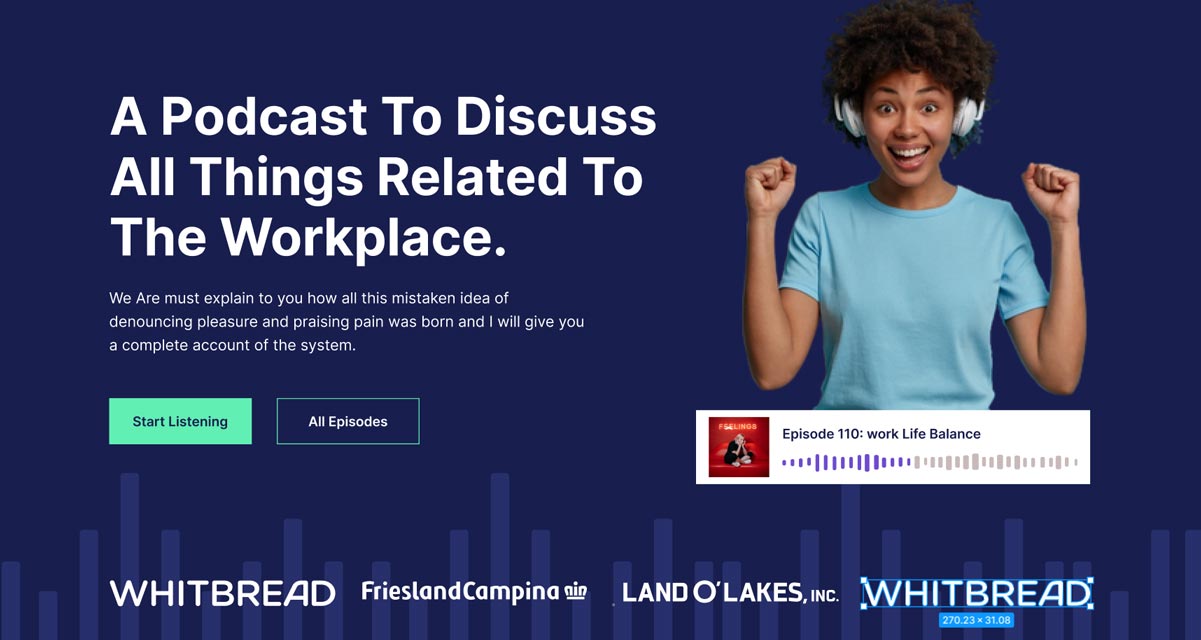 A Podcast To Discuss
All Things Related To
The Workplace.
We Are must explain to you how all this mistaken idea of
denouncing pleasure and praising pain was born and I will give you
a complete account of the system.
Start Listening
All Episodes
FEELINGS
Episode 110: work Life Balance
WHITBREAD
FrieslandCampina
LAND O'LAKES, INC.
WHITBREAD
270.23 × 31.08